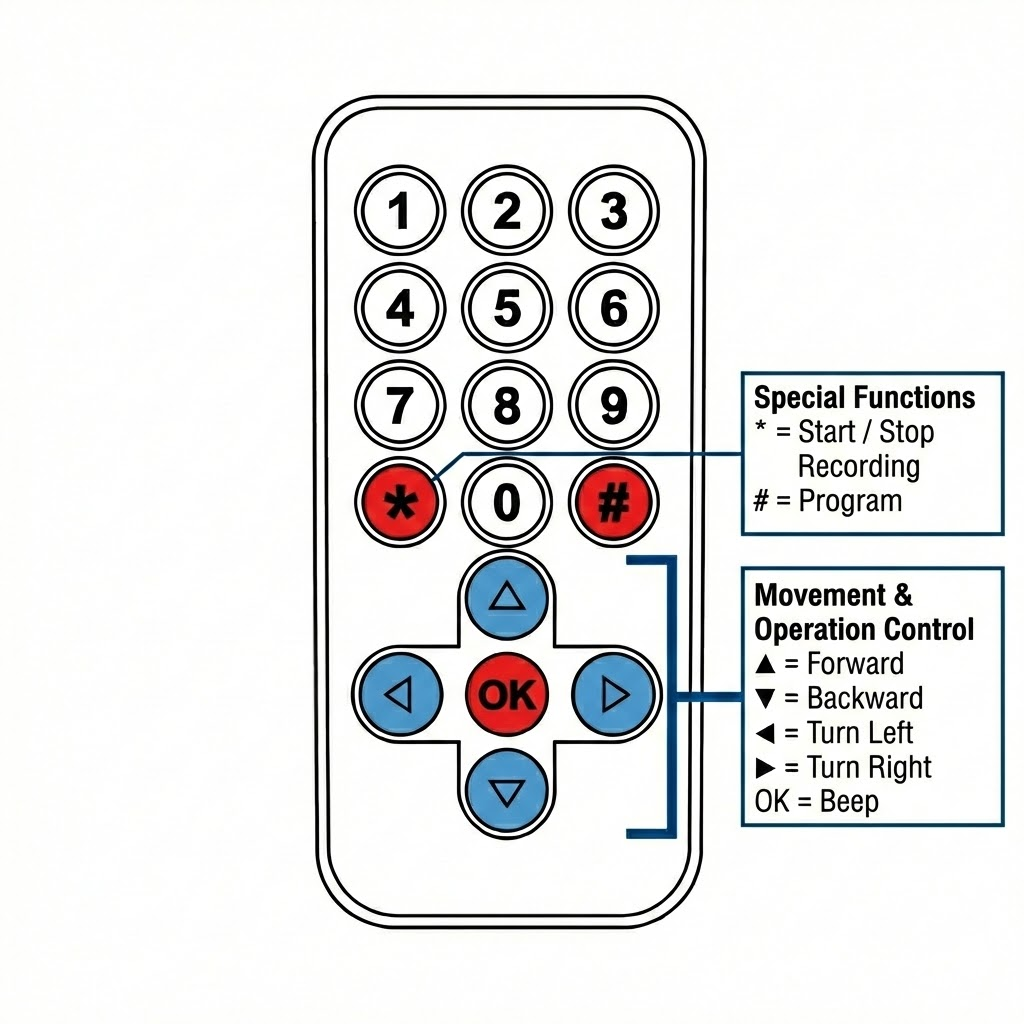 1 2 3
4 5 6
7 8 9
* 0 #
△
◁ OK ▷
▽
Special Functions
* = Start / Stop
Recording
# = Program
Movement &
Operation Control
▲ = Forward
▼ = Backward
◀ = Turn Left
▶ = Turn Right
OK = Beep